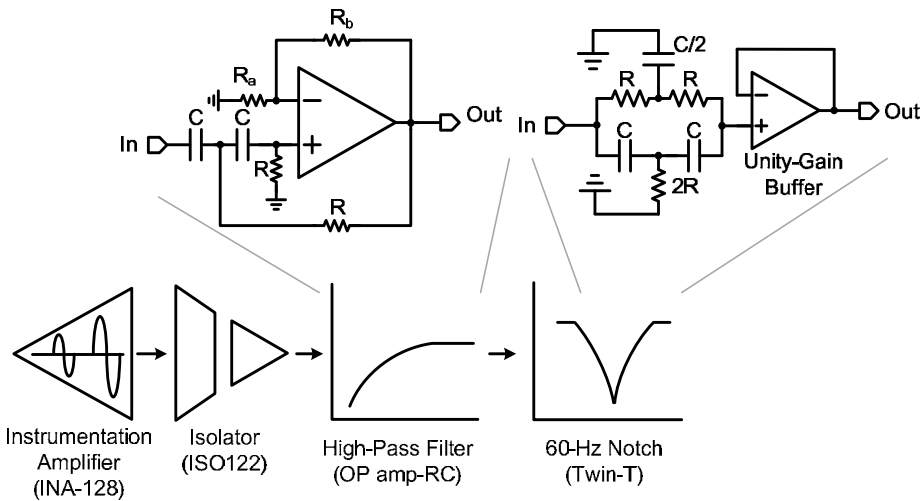 Rb
Ra
C
C
In
R
R
Out
C/2
R
R
In
C
C
2R
Out
Unity-Gain
Buffer
Instrumentation
Amplifier
(INA-128)
Isolator
(ISO122)
High-Pass Filter
(OP amp-RC)
60-Hz Notch
(Twin-T)